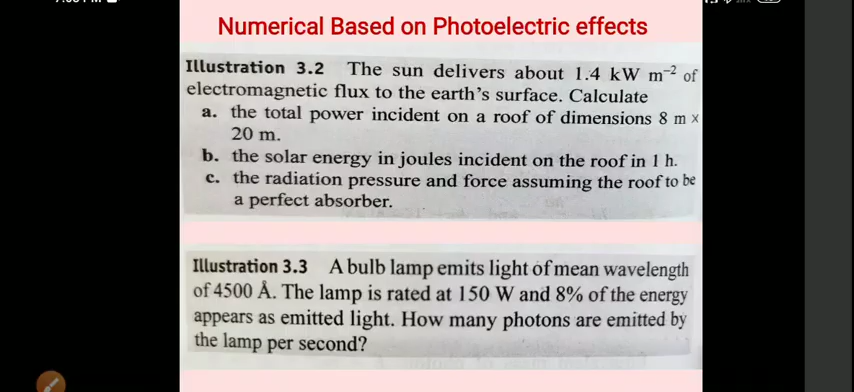 Numerical Based on Photoelectric effects
Illustration 3.2 The sun delivers about 1.4 kW m⁻² of
electromagnetic flux to the earth's surface. Calculate
a. the total power incident on a roof of dimensions 8 m ×
20 m.
b. the solar energy in joules incident on the roof in 1 h.
c. the radiation pressure and force assuming the roof to be
a perfect absorber.
Illustration 3.3 A bulb lamp emits light of mean wavelength
of 4500 Å. The lamp is rated at 150 W and 8% of the energy
appears as emitted light. How many photons are emitted by
the lamp per second?